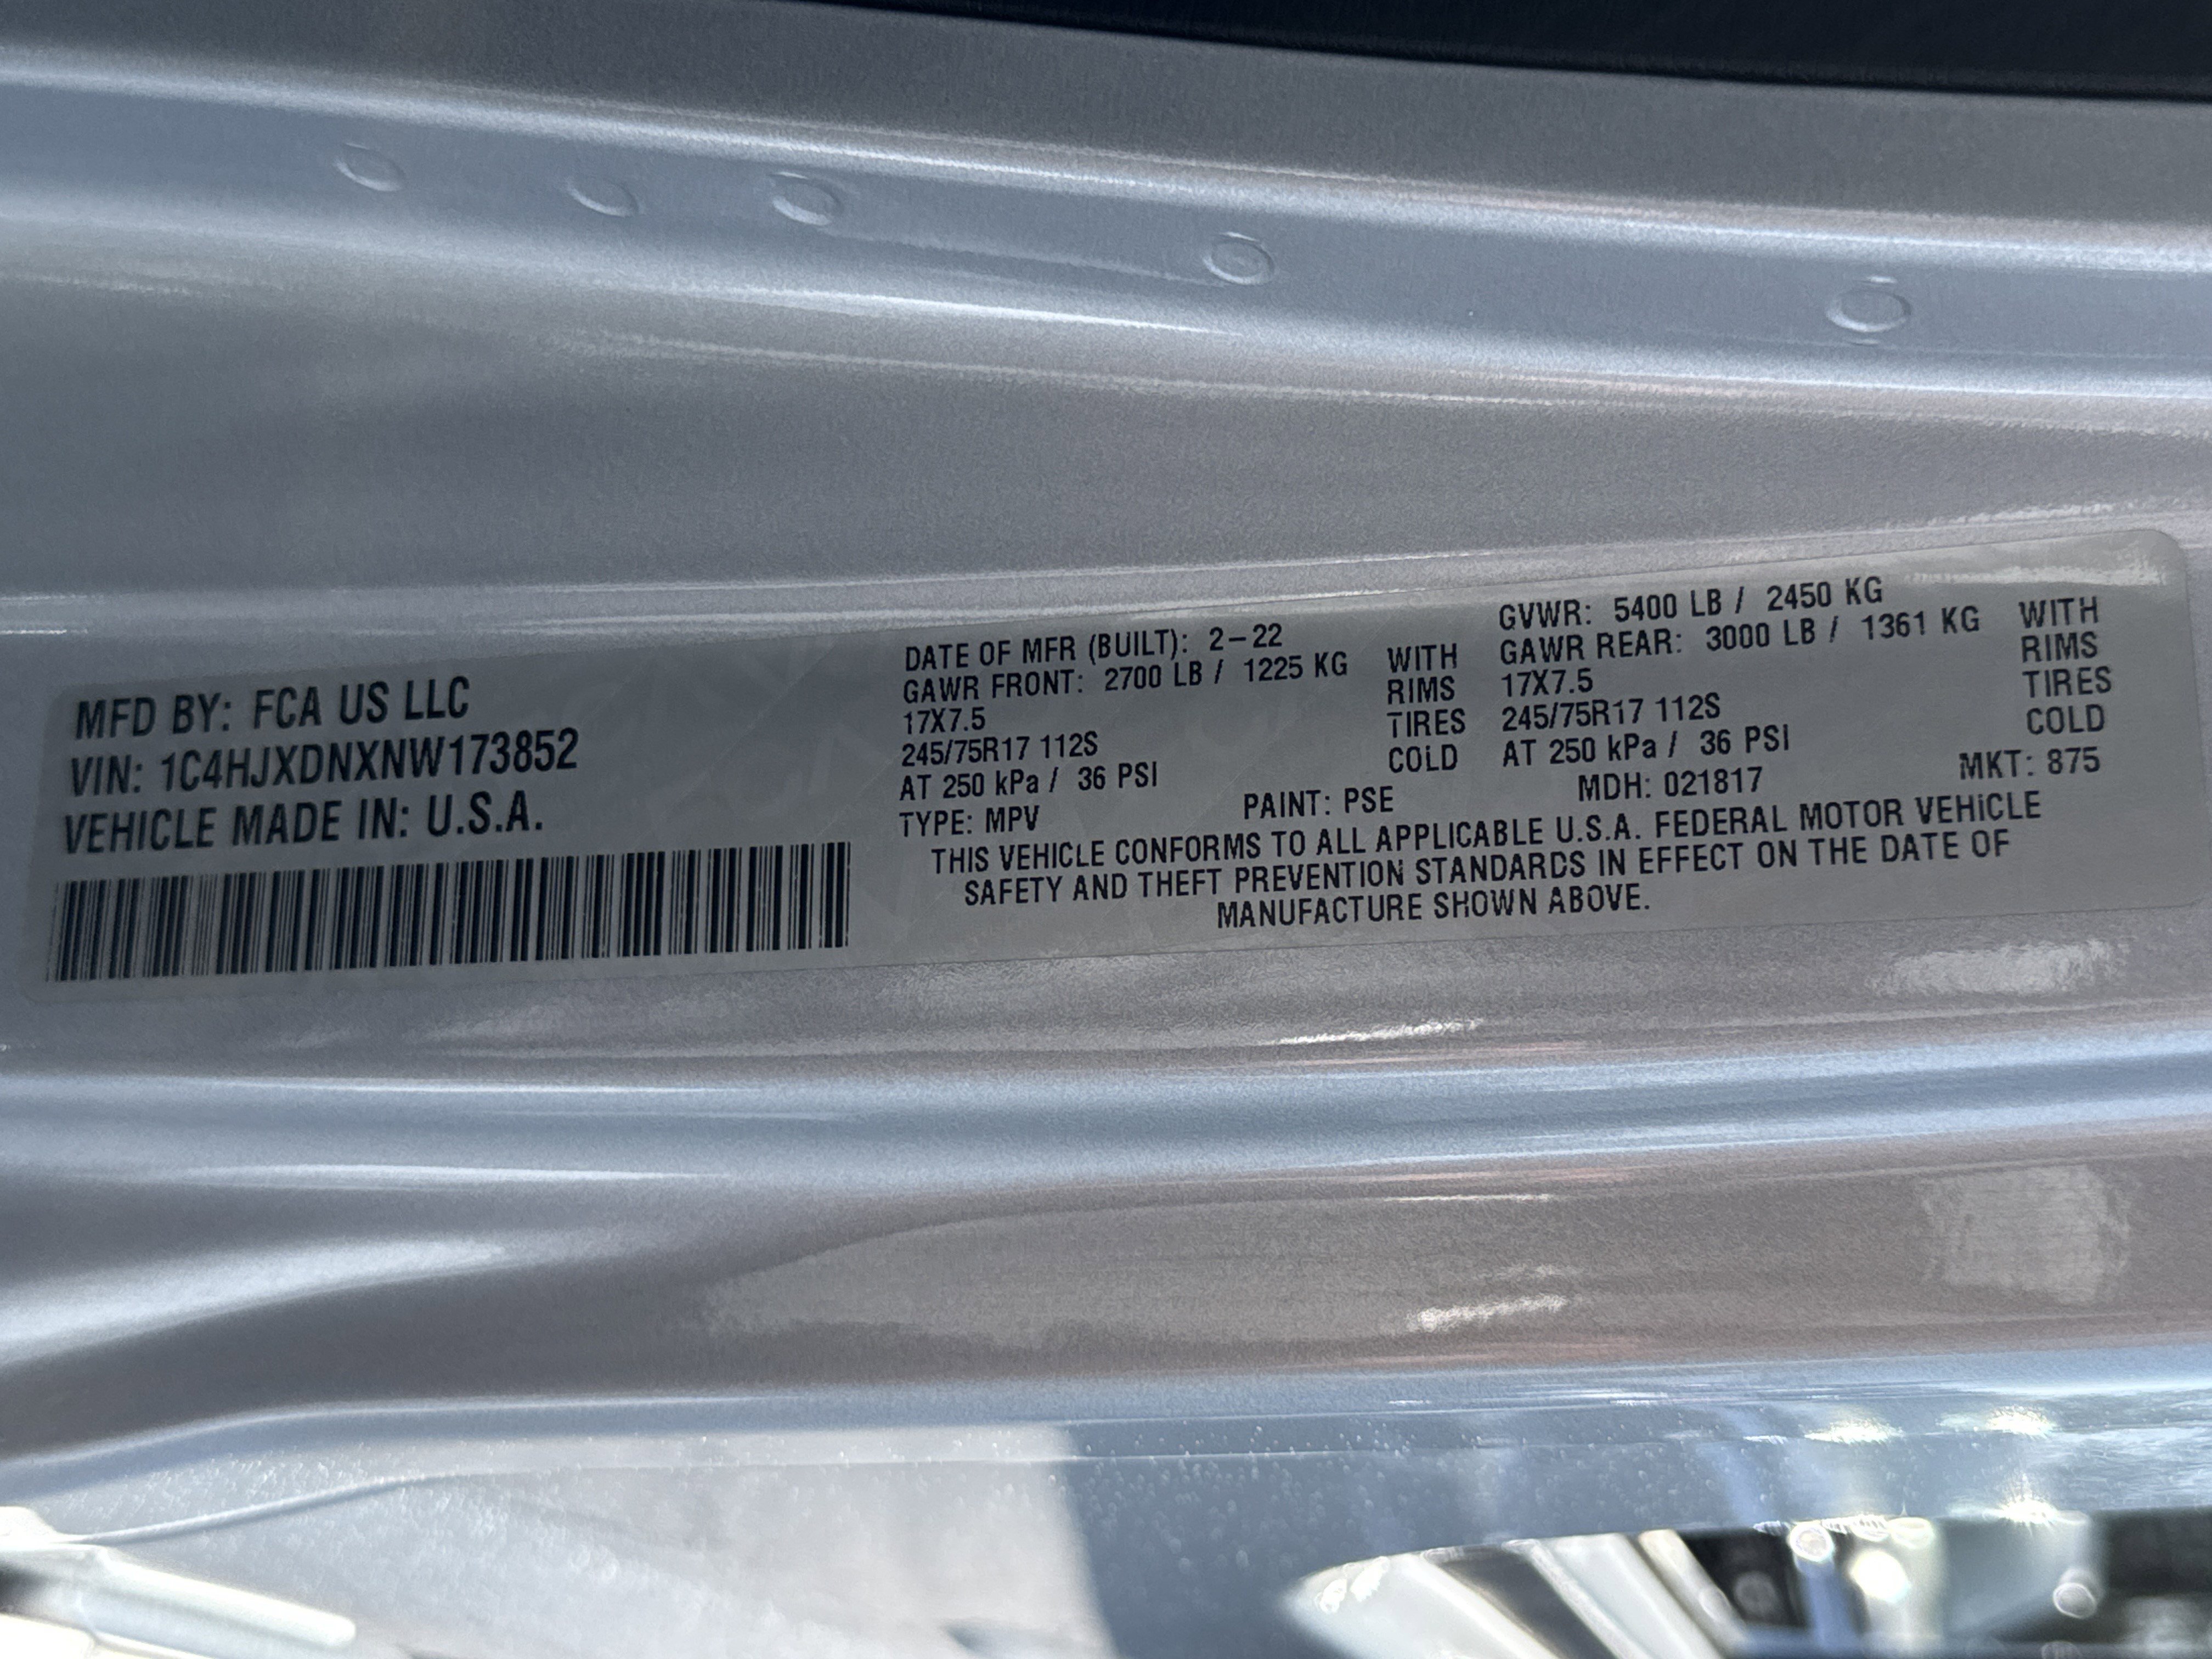 MFD BY: FCA US LLC
VIN: 1C4HJXDNXNW173852
VEHICLE MADE IN: U.S.A.
DATE OF MFR (BUILT): 2-22 GVWR: 5400 LB / 2450 KG
GAWR FRONT: 2700 LB / 1225 KG WITH GAWR REAR: 3000 LB / 1361 KG WITH
17X7.5 RIMS 17X7.5 RIMS
245/75R17 112S TIRES 245/75R17 112S TIRES
AT 250 kPa / 36 PSI COLD AT 250 kPa / 36 PSI COLD
TYPE: MPV PAINT: PSE MDH: 021817 MKT: 875
THIS VEHICLE CONFORMS TO ALL APPLICABLE U.S.A. FEDERAL MOTOR VEHICLE
SAFETY AND THEFT PREVENTION STANDARDS IN EFFECT ON THE DATE OF
MANUFACTURE SHOWN ABOVE.